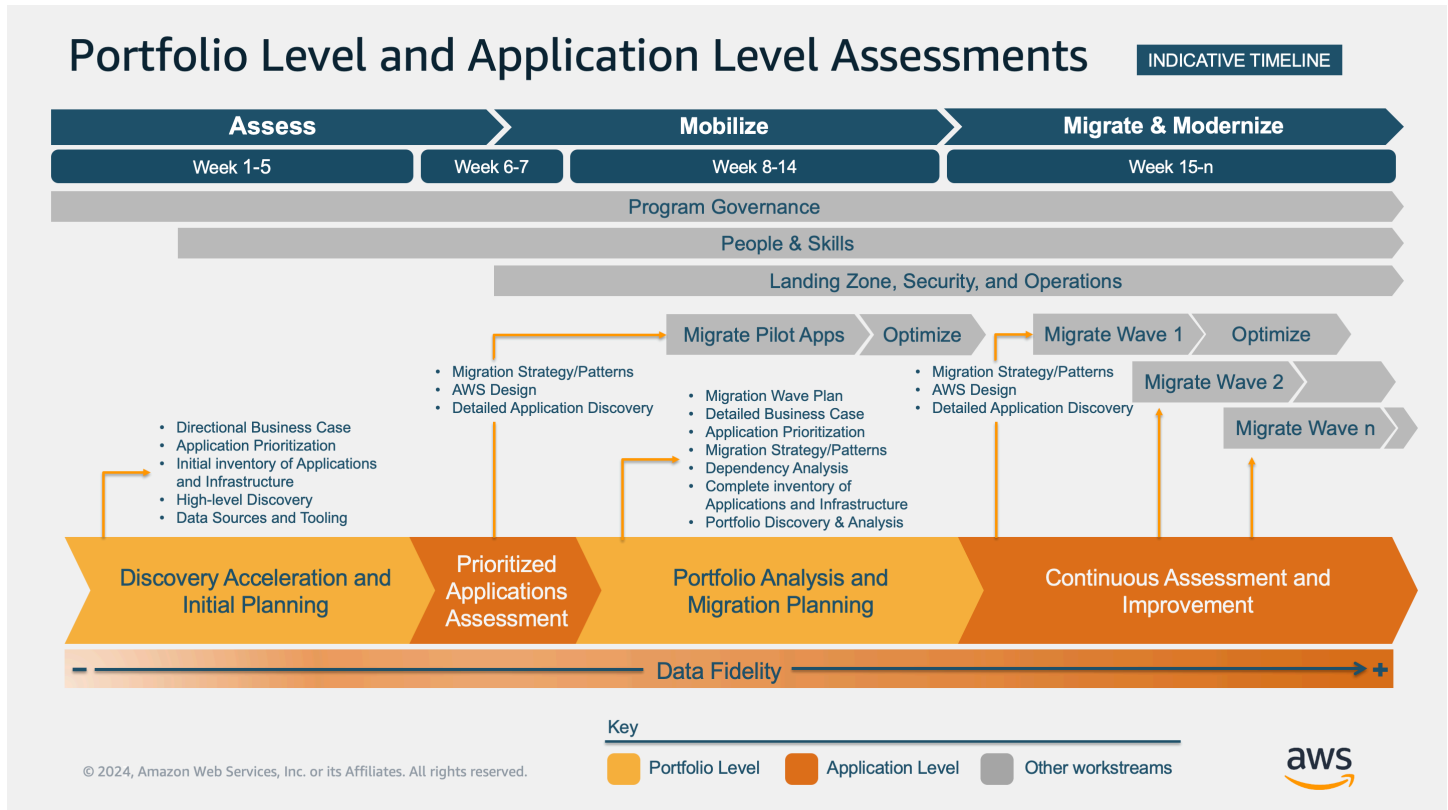 Portfolio Level and Application Level Assessments
INDICATIVE TIMELINE
Assess
Mobilize
Migrate & Modernize
Week 1-5
Week 6-7
Week 8-14
Week 15-n
Program Governance
People & Skills
Landing Zone, Security, and Operations
Migrate Pilot Apps
Optimize
Migrate Wave 1
Optimize
Migrate Wave 2
Migrate Wave n
• Directional Business Case
• Application Prioritization
• Initial inventory of Applications
and Infrastructure
• High-level Discovery
• Data Sources and Tooling
• Migration Strategy/Patterns
• AWS Design
• Detailed Application Discovery
• Migration Wave Plan
• Detailed Business Case
• Application Prioritization
• Migration Strategy/Patterns
• Dependency Analysis
• Complete inventory of
Applications and Infrastructure
• Portfolio Discovery & Analysis
• Migration Strategy/Patterns
• AWS Design
• Detailed Application Discovery
Discovery Acceleration and
Initial Planning
Prioritized
Applications
Assessment
Portfolio Analysis and
Migration Planning
Continuous Assessment and
Improvement
- Data Fidelity +
Key
Portfolio Level
Application Level
Other workstreams
© 2024, Amazon Web Services, Inc. or its Affiliates. All rights reserved.
aws